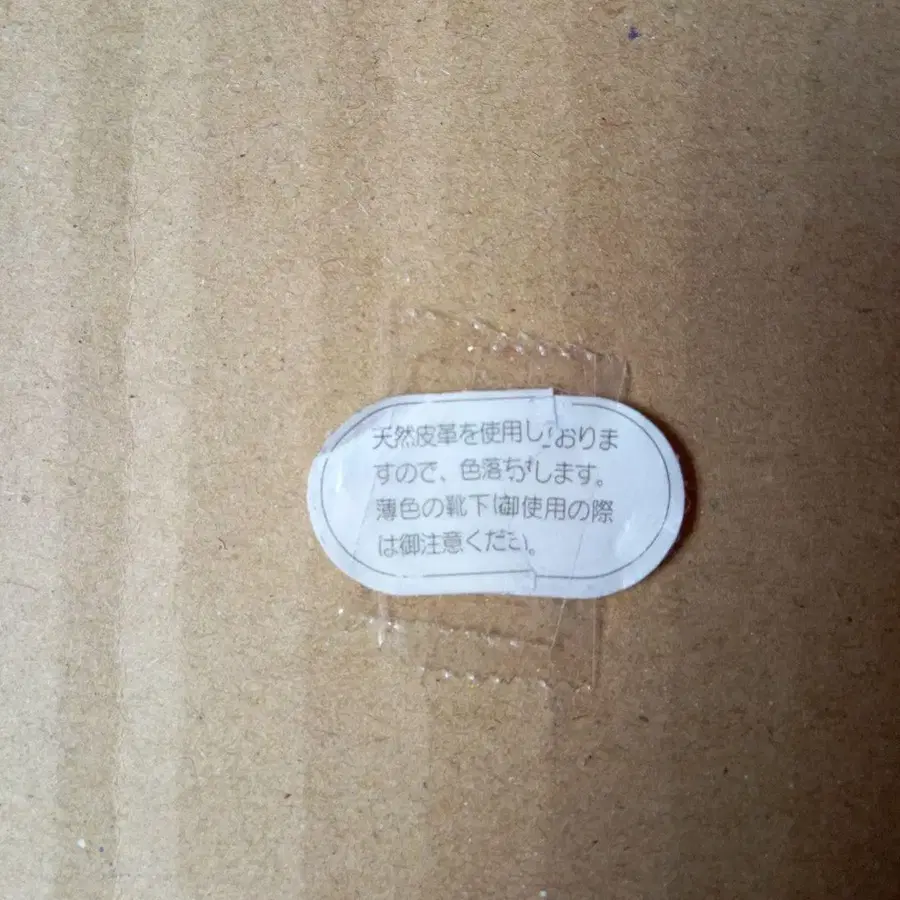 天然皮革を使用しておりま
すので、色落ちします。
薄色の靴下御使用の際
は御注意ください。